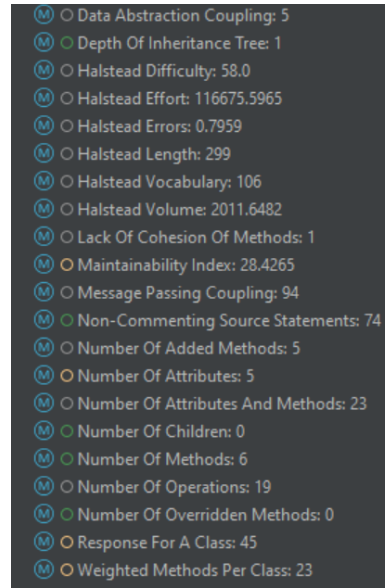 M Data Abstraction Coupling: 5
M Depth Of Inheritance Tree: 1
M Halstead Difficulty: 58.0
M Halstead Effort: 116675.5965
M Halstead Errors: 0.7959
M Halstead Length: 299
M Halstead Vocabulary: 106
M Halstead Volume: 2011.6482
M Lack Of Cohesion Of Methods: 1
M Maintainability Index: 28.4265
M Message Passing Coupling: 94
M Non-Commenting Source Statements: 74
M Number Of Added Methods: 5
M Number Of Attributes: 5
M Number Of Attributes And Methods: 23
M Number Of Children: 0
M Number Of Methods: 6
M Number Of Operations: 19
M Number Of Overridden Methods: 0
M Response For A Class: 45
M Weighted Methods Per Class: 23